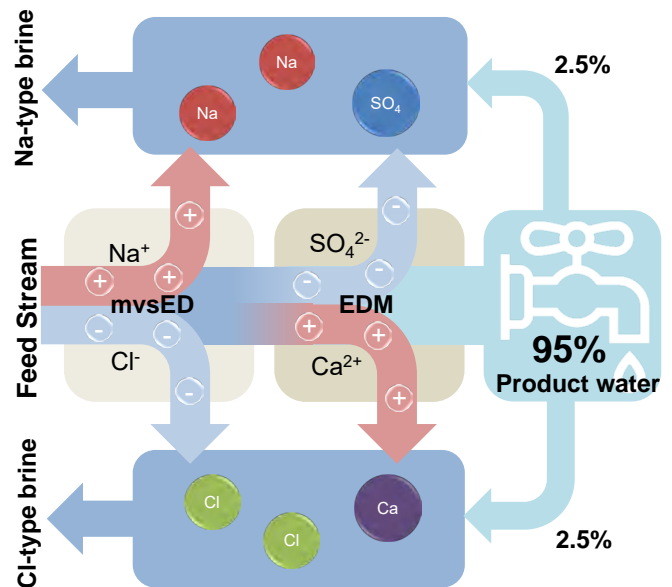 Na-type brine
Na
Na
SO₄
2.5%
Feed Stream
Na⁺
+
+
+
mvsED
-
-
-
Cl⁻
SO₄²⁻
-
-
-
EDM
+
+
+
Ca²⁺
95%
Product water
Cl-type brine
Cl
Cl
Ca
2.5%